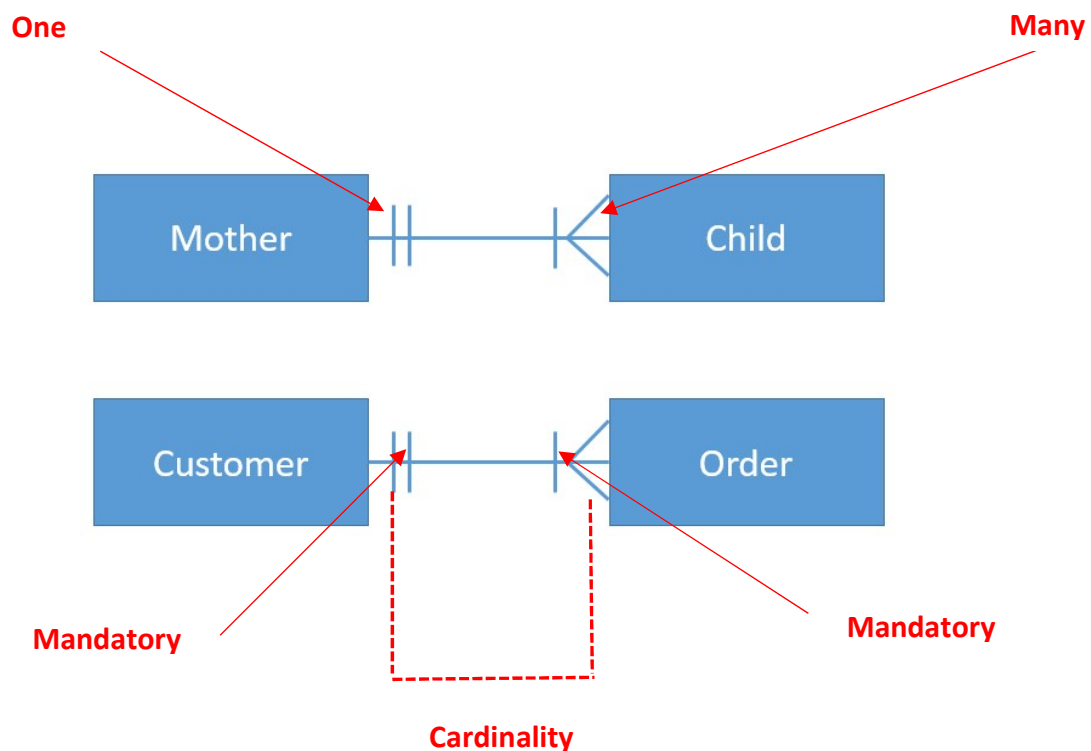 One
Many
Mother
Child
Customer
Order
Mandatory
Mandatory
Cardinality